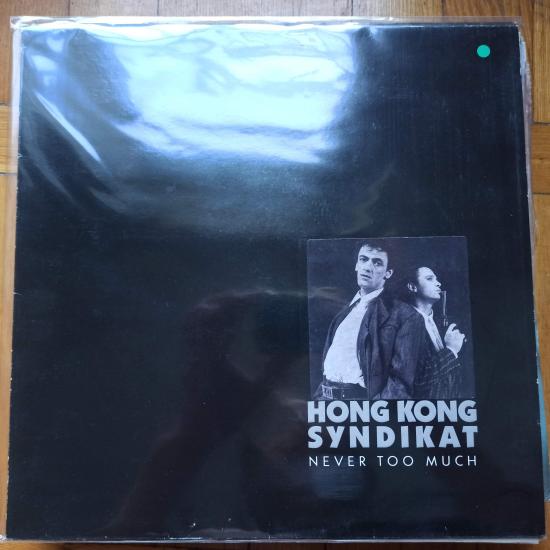 HONG KONG
SYNDIKAT
NEVER TOO MUCH